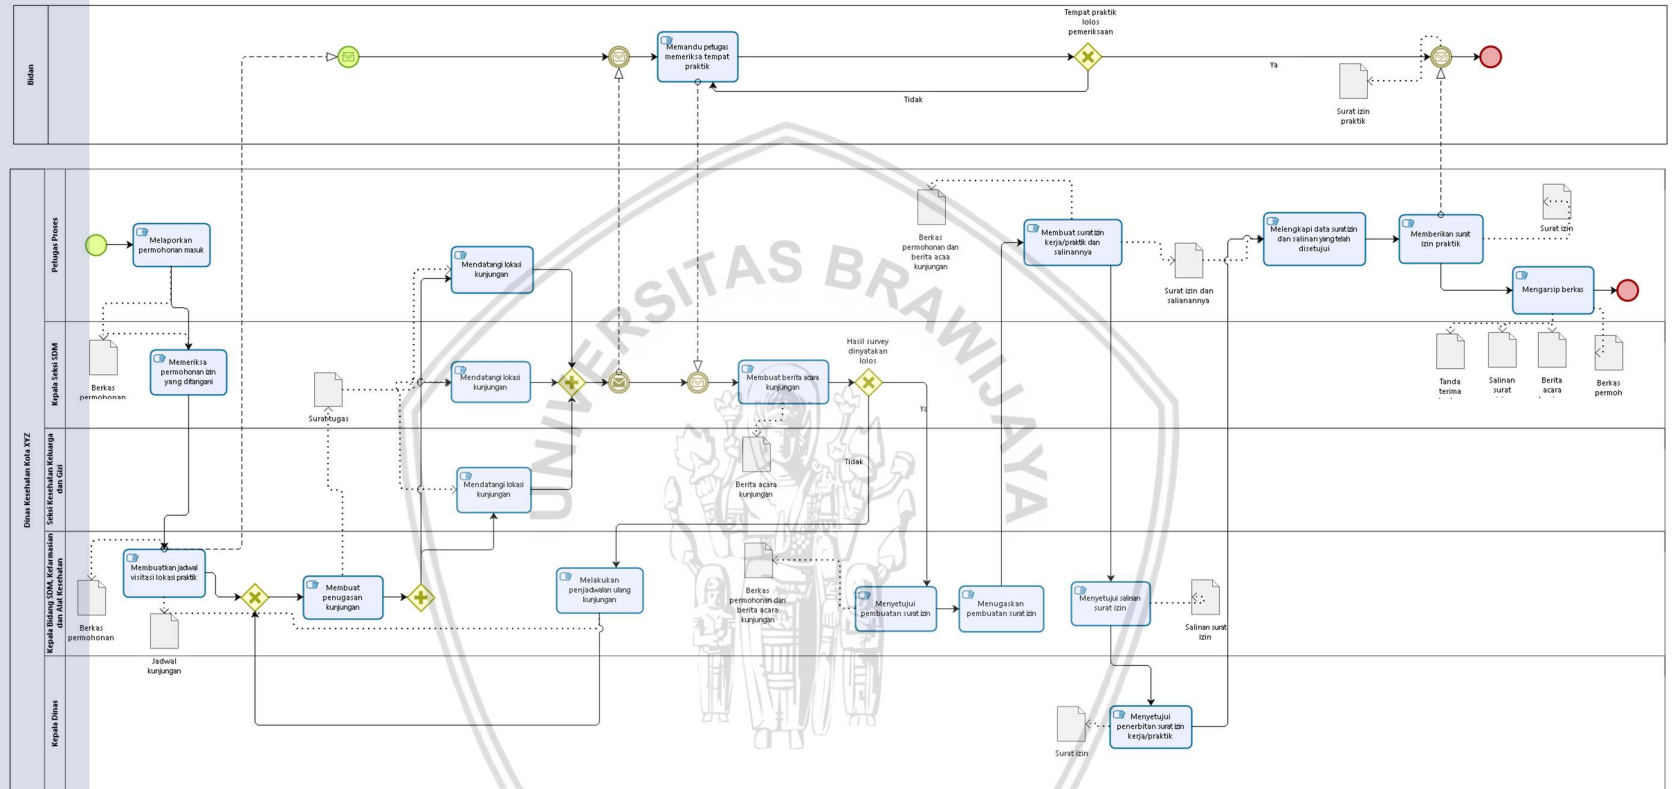 Bidan
Tempat praktik
lolos
pemeriksaan
Memandu petugas
memeriksa tempat
praktik
Ya
Tidak
Surat izin
praktik
Dinas Kesehatan Kota XYZ
Petugas Proses
Melaporkan
permohonan masuk
Mendatangi lokasi
kunjungan
Berkas
permohonan dan
berita acaa
kunjungan
Membuat surat izin
kerja/praktik dan
salinannya
Surat izin dan
salianannya
Melengkapi data surat izin
dan salinan yang telah
disetujui
Memberikan surat
izin praktik
Surat izin
Mengarsip berkas
Kepala Seksi SDM
Berkas
permohonan
Memeriksa
permohonan izin
yang ditangani
Surat tugas
Mendatangi lokasi
kunjungan
Membuat berita acara
kunjungan
Hasil survey
dinyatakan
lolos
Ya
Tidak
Tanda
terima
Salinan
surat
Berita
acara
Berkas
permoh
Seksi Kesehatan Keluarga
dan Gizi
Mendatangi lokasi
kunjungan
Berita acara
kunjungan
Kepala Bidang SDM, Kefarmasian
dan Alat Kesehatan
Membuatkan jadwal
visitasi lokasi praktik
Berkas
permohonan
Jadwal
kunjungan
Membuat
penugasan
kunjungan
Melakukan
penjadwalan ulang
kunjungan
Berkas
permohonan dan
berita acara
kunjungan
Menyetujui
pembuatan surat izin
Menugaskan
pembuatan surat izin
Menyetujui salinan
surat izin
Salinan surat
izin
Kepala Dinas
Surat izin
Menyetujui
penerbitan surat izin
kerja/praktik
UNIVERSITAS BRAWIJAYA